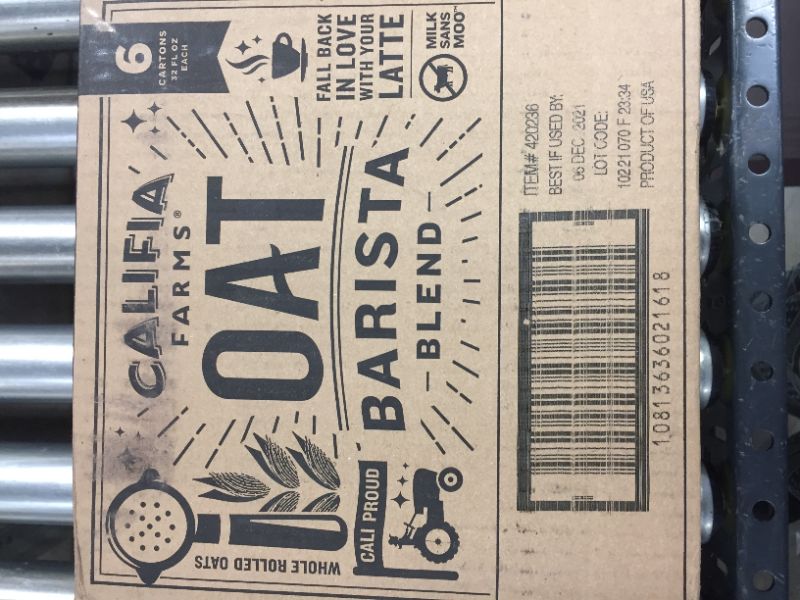 6
CARTONS
32 FL OZ
EACH
FALL BACK
IN LOVE
WITH YOUR
LATTE
MILK
SANS
MOO™
CALIFIA
FARMS®
OAT
BARISTA
BLEND
WHOLE ROLLED OATS
CALI PROUD
ITEM# 420236
BEST IF USED BY:
06 DEC 2021
LOT CODE:
10221 070 F 23:34
PRODUCT OF USA
10813636021618